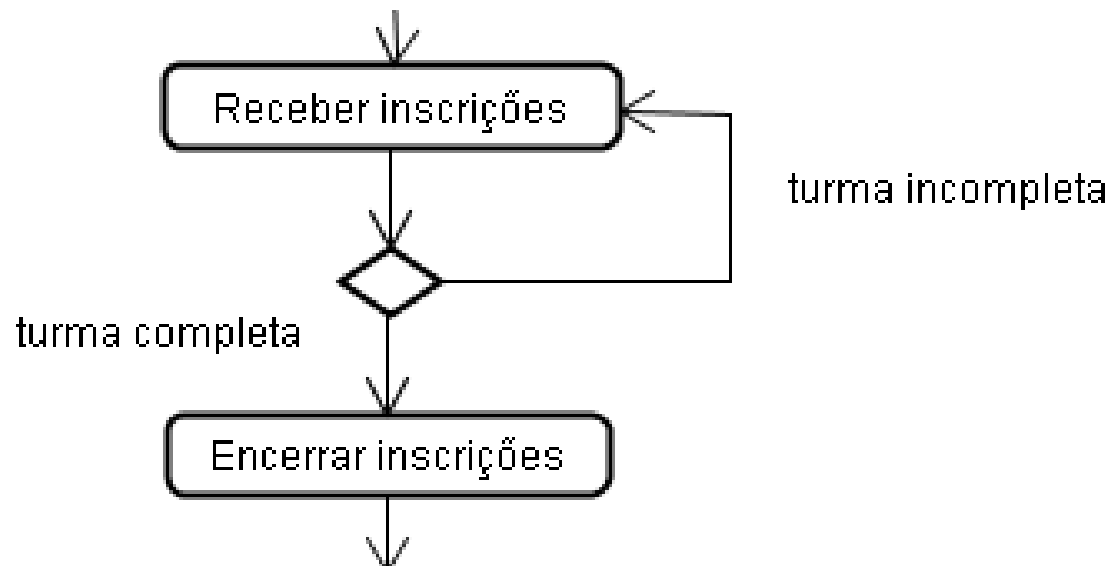 Receber inscrições
turma incompleta
turma completa
Encerrar inscrições